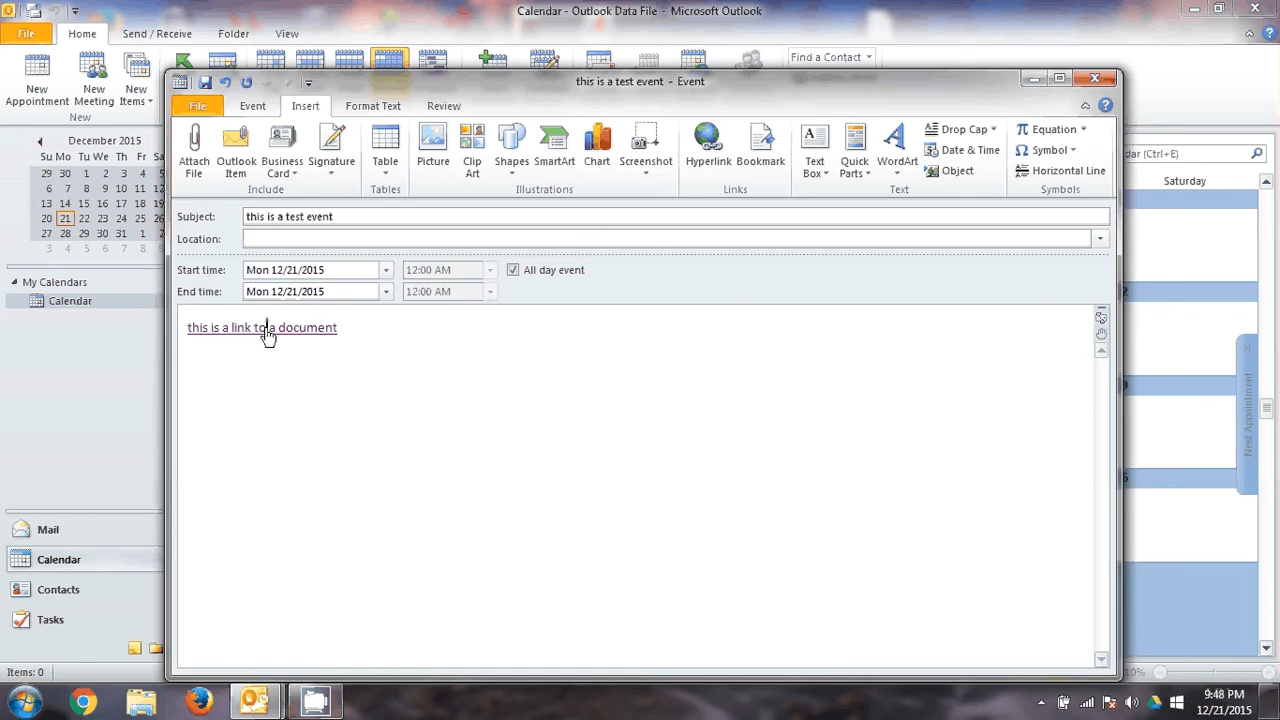 Calendar - Outlook Data File - Microsoft Outlook
File Home Send / Receive Folder View
New Appointment
New Meeting
New Items
New
Find a Contact
this is a test event - Event
File Event Insert Format Text Review
Attach File
Outlook Item
Business Card
Signature
Include
Table
Tables
Picture
Clip Art
Shapes
SmartArt
Chart
Screenshot
Illustrations
Hyperlink
Bookmark
Links
Text Box
Quick Parts
WordArt
Drop Cap
Date & Time
Object
Text
Equation
Symbol
Horizontal Line
Symbols
December 2015
Su Mo Tu We Th Fri Sa
29 30 1 2 3 4 5
6 7 8 9 10 11 12
13 14 15 16 17 18 19
20 21 22 23 24 25 26
27 28 29 30 31 1 2
3 4 5 6 7 8 9
My Calendars
Calendar
Mail
Calendar
Contacts
Tasks
Items: 0
Subject: this is a test event
Location:
Start time: Mon 12/21/2015 12:00 AM All day event
End time: Mon 12/21/2015 12:00 AM
this is a link to a document
(Ctrl+E)
Saturday
Next Appointment
10%
9:48 PM
12/21/2015